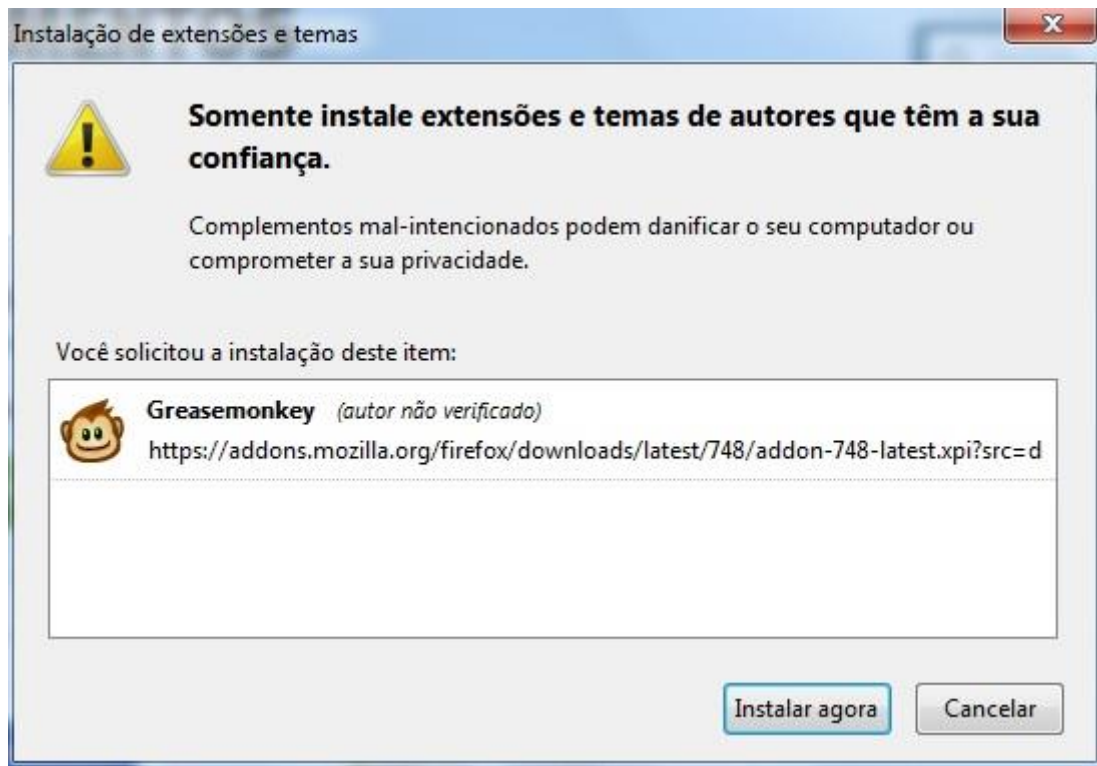 Instalação de extensões e temas
Somente instale extensões e temas de autores que têm a sua
confiança.
Complementos mal-intencionados podem danificar o seu computador ou
comprometer a sua privacidade.
Você solicitou a instalação deste item:
Greasemonkey (autor não verificado)
https://addons.mozilla.org/firefox/downloads/latest/748/addon-748-latest.xpi?src=d
Instalar agora
Cancelar